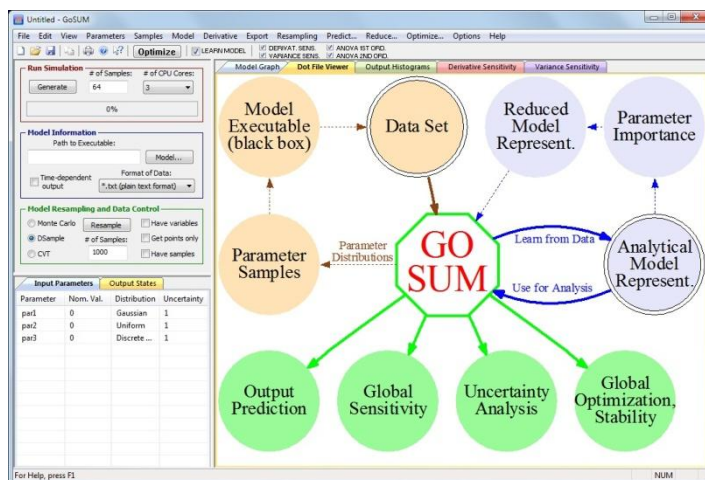 Untitled - GoSUM
File Edit View Parameters Samples Model Derivative Export Resampling Predict... Reduce... Optimize... Options Help
Optimize LEARN MODEL DERIVAT. SENS. ANOVA 1ST ORD.
VARIANCE SENS. ANOVA 2ND ORD.
Run Simulation
# of Samples: # of CPU Cores:
Generate 64 3
0%
Model Information
Path to Executable:
Model...
Time-dependent output
Format of Data:
*.txt (plain text format)
Model Resampling and Data Control
Monte Carlo Resample Have variables
DSample # of Samples: Get points only
CVT 1000 Have samples
Input Parameters Output States
Parameter Nom. Val. Distribution Uncertainty
par1 0 Gaussian 1
par2 0 Uniform 1
par3 0 Discrete ... 1
Model Graph Dot File Viewer Output Histograms Derivative Sensitivity Variance Sensitivity
Model
Executable
(black box)
Data Set
Reduced
Model
Represent.
Parameter
Importance
Parameter
Samples
Parameter
Distributions
GO
SUM
Learn from Data
Use for Analysis
Analytical
Model
Represent.
Output
Prediction
Global
Sensitivity
Uncertainty
Analysis
Global
Optimization,
Stability
For Help, press F1
NUM